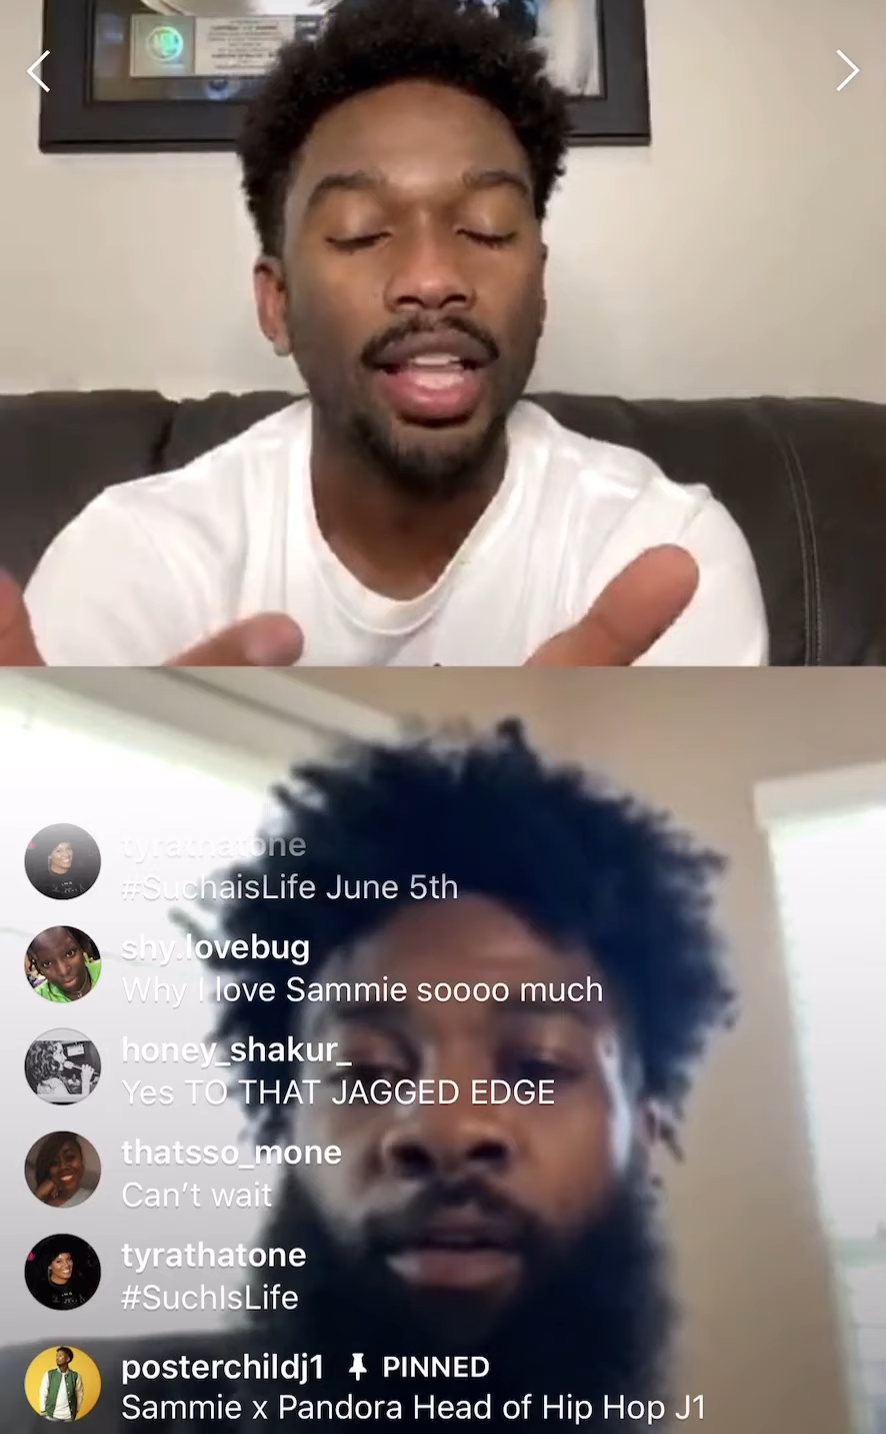 tyrathatone
#SuchaisLife June 5th
shy.lovebug
Why I love Sammie soooo much
honey_shakur_
Yes TO THAT JAGGED EDGE
thatsso_mone
Can't wait
tyrathatone
#SuchIsLife
posterchildj1 PINNED
Sammie x Pandora Head of Hip Hop J1